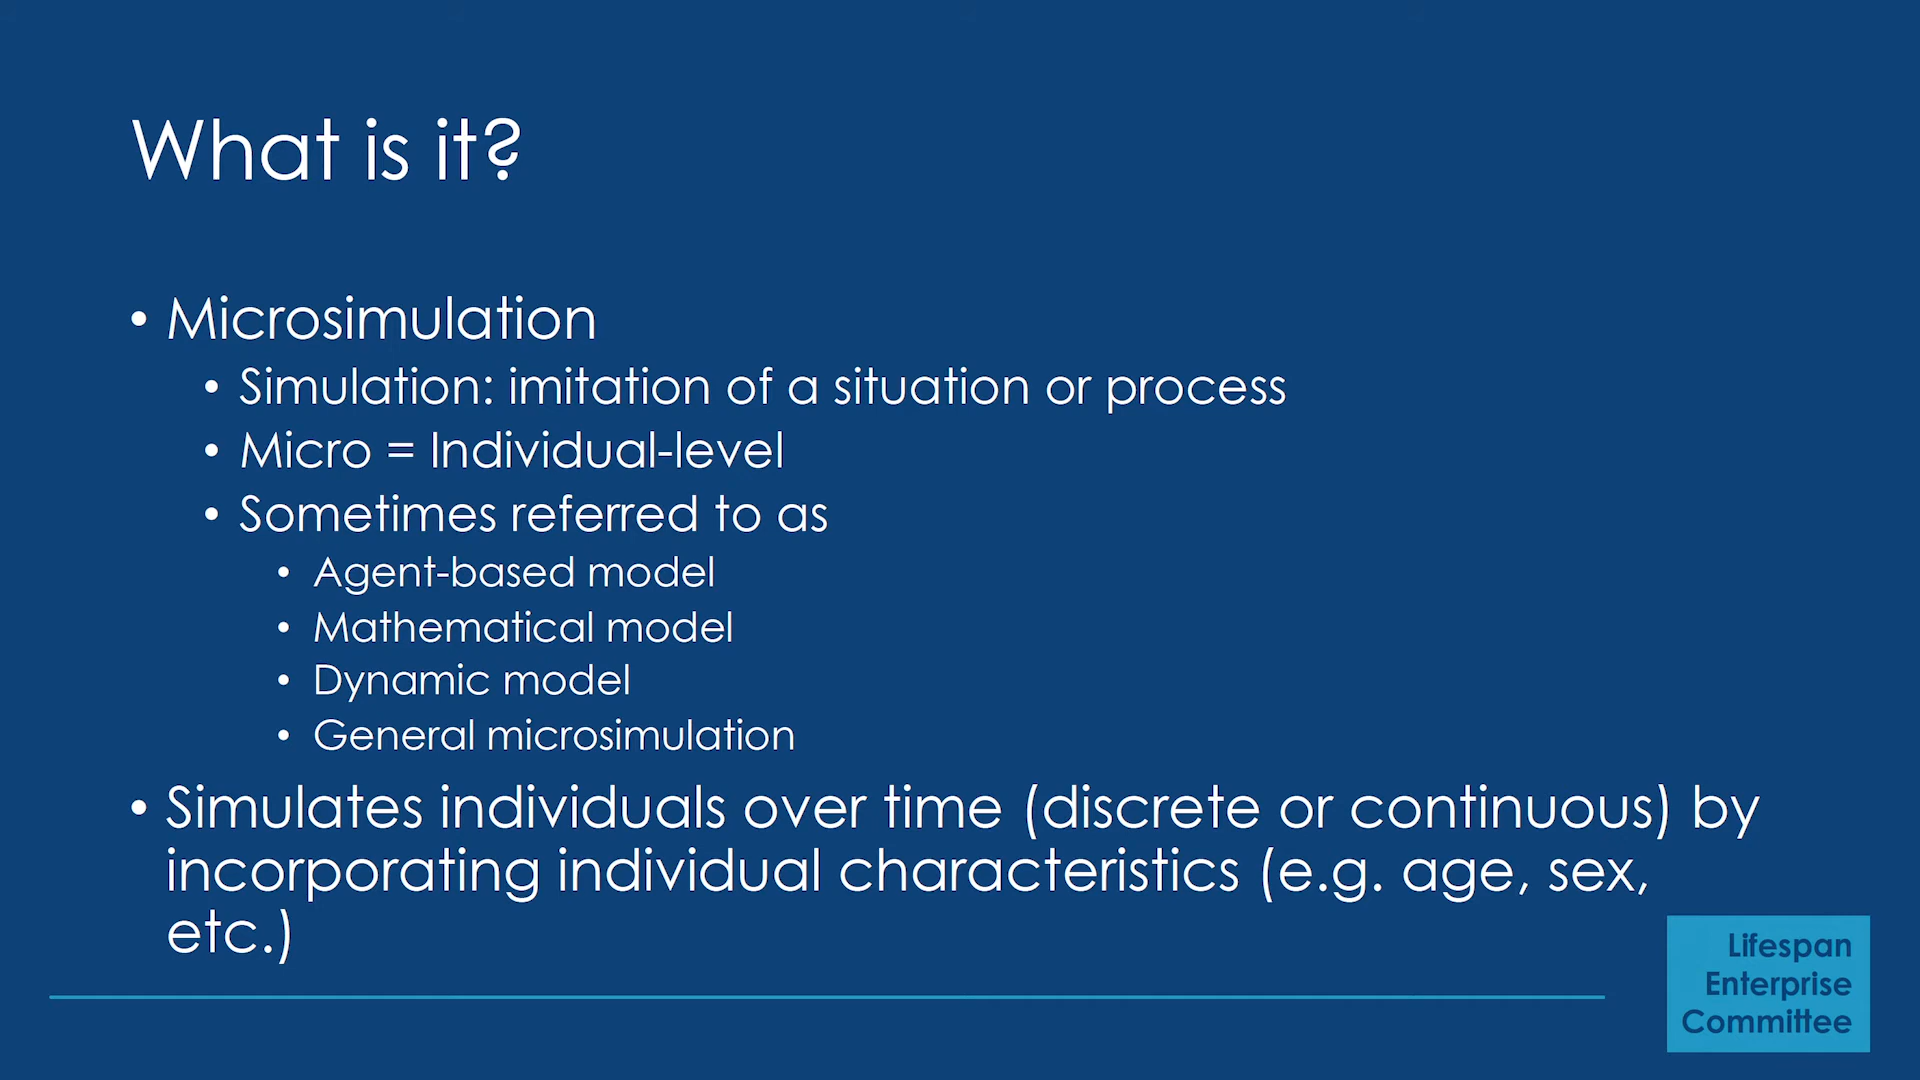 What is it?
• Microsimulation
• Simulation: imitation of a situation or process
• Micro = Individual-level
• Sometimes referred to as
• Agent-based model
• Mathematical model
• Dynamic model
• General microsimulation
• Simulates individuals over time (discrete or continuous) by
incorporating individual characteristics (e.g. age, sex,
etc.)
Lifespan
Enterprise
Committee